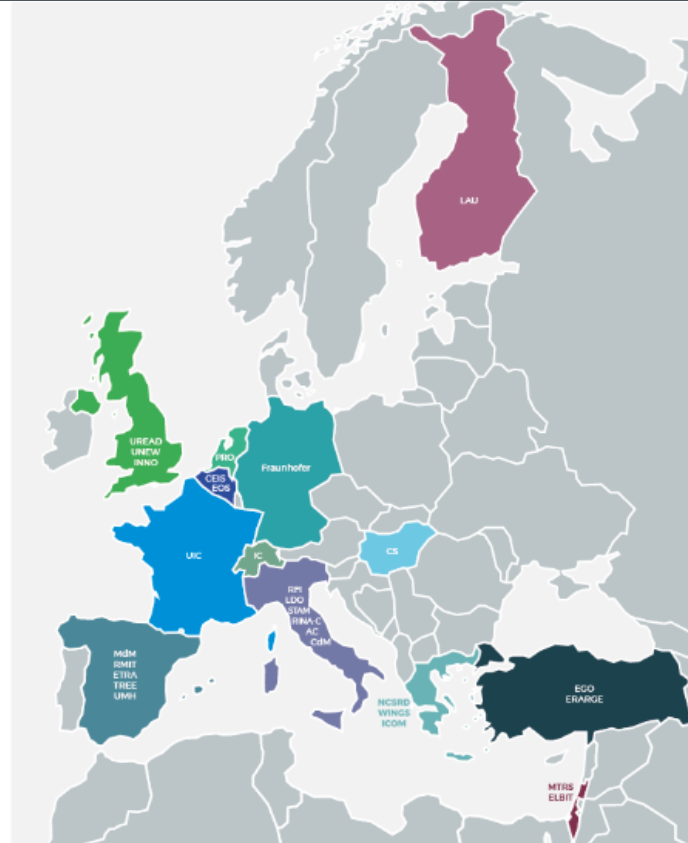 LAU
UREAD
UNEW
INNO
PRO
CEIS
EOS
Fraunhofer
UIC
IC
CS
RFI
LDO
STAM
RINA-C
AC
CdM
MdM
RMIT
ETRA
TREE
UMH
NCSRD
WINGS
ICOM
EGO
ERARGE
MTRS
ELBIT